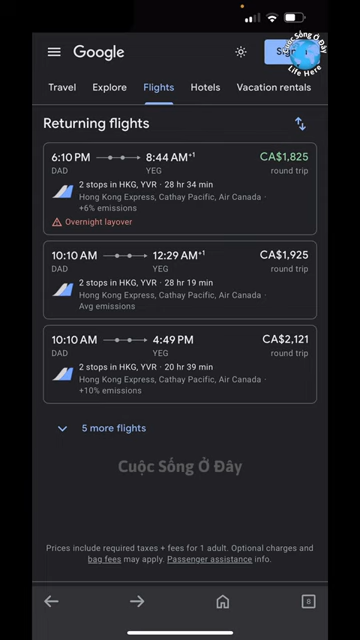 Cuộc Sống Ở Đây
Life Here
Google
Travel Explore Flights Hotels Vacation rentals
Returning flights
6:10 PM 8:44 AM+1 CA$1,825
DAD YEG round trip
2 stops in HKG, YVR · 28 hr 34 min
Hong Kong Express, Cathay Pacific, Air Canada ·
+6% emissions
Overnight layover
10:10 AM 12:29 AM+1 CA$1,925
DAD YEG round trip
2 stops in HKG, YVR · 28 hr 19 min
Hong Kong Express, Cathay Pacific, Air Canada ·
Avg emissions
10:10 AM 4:49 PM CA$2,121
DAD YEG round trip
2 stops in HKG, YVR · 20 hr 39 min
Hong Kong Express, Cathay Pacific, Air Canada ·
+10% emissions
5 more flights
Cuộc Sống Ở Đây
Prices include required taxes + fees for 1 adult. Optional charges and
bag fees may apply. Passenger assistance info.
8